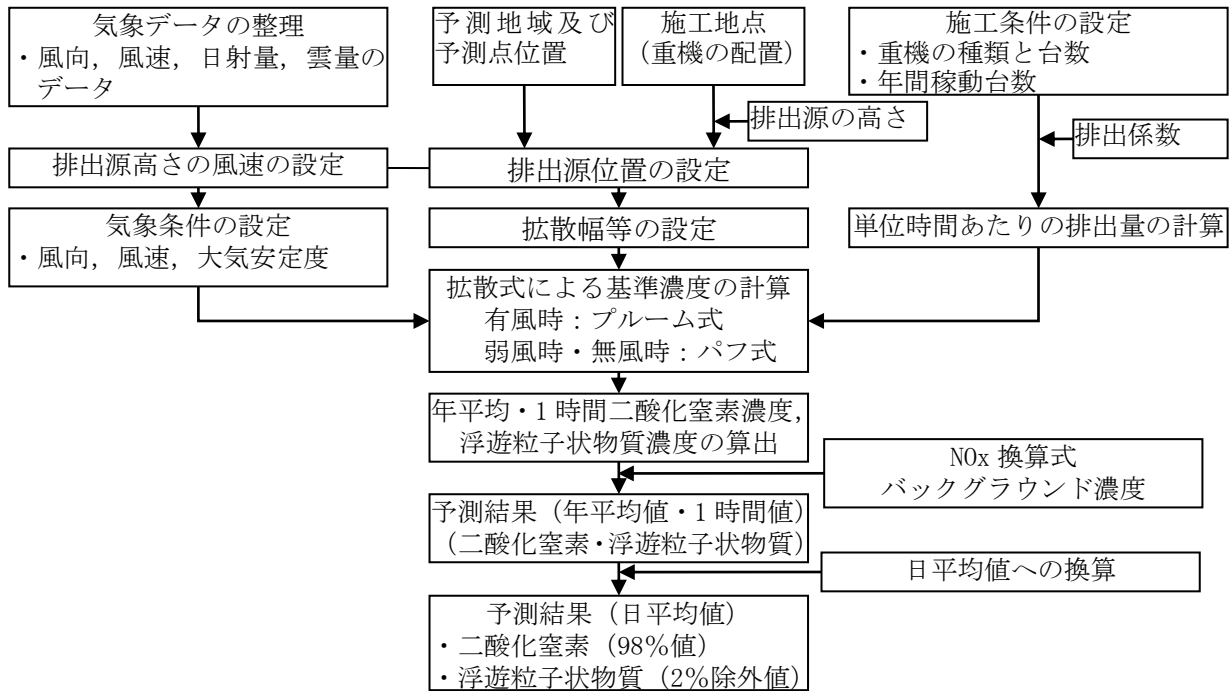 気象データの整理
・風向，風速，日射量，雲量の
データ
予測地域及び
予測点位置
施工地点
（重機の配置）
施工条件の設定
・重機の種類と台数
・年間稼動台数
排出源の高さ
排出係数
排出源高さの風速の設定
排出源位置の設定
気象条件の設定
・風向，風速，大気安定度
拡散幅等の設定
単位時間あたりの排出量の計算
拡散式による基準濃度の計算
有風時：プルーム式
弱風時・無風時：パフ式
年平均・1時間二酸化窒素濃度，
浮遊粒子状物質濃度の算出
NOx 換算式
バックグラウンド濃度
予測結果（年平均値・1時間値）
（二酸化窒素・浮遊粒子状物質）
日平均値への換算
予測結果（日平均値）
・二酸化窒素（98％値）
・浮遊粒子状物質（2％除外値）